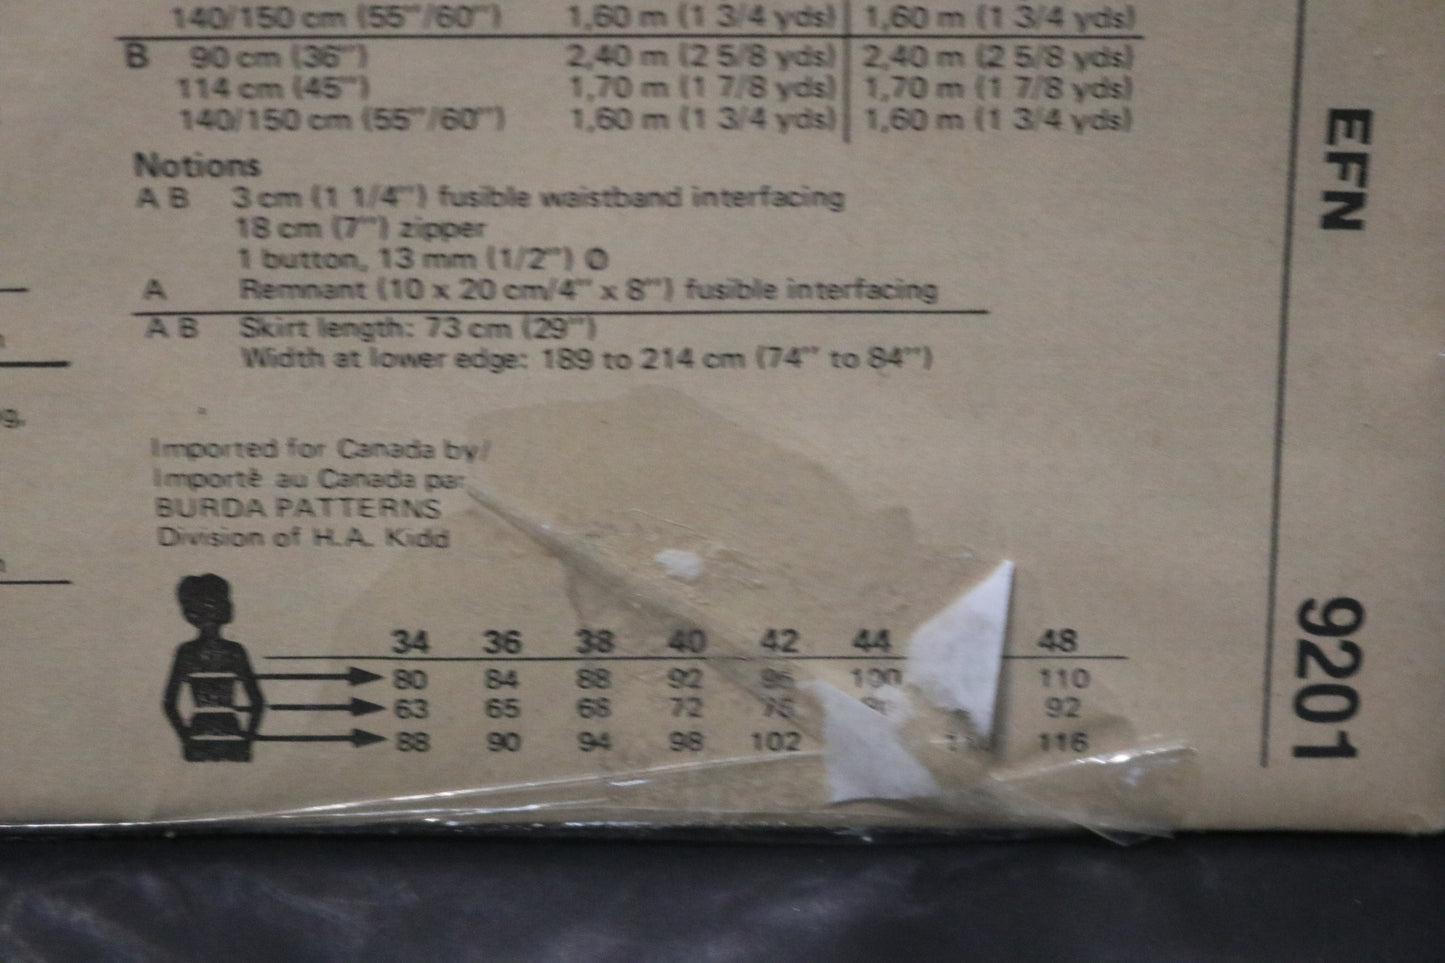 140/150 cm (55"/60") 1,60 m (1 3/4 yds) 1,60 m (1 3/4 yds)
B 90 cm (36") 2,40 m (2 5/8 yds) 2,40 m (2 5/8 yds)
114 cm (45") 1,70 m (1 7/8 yds) 1,70 m (1 7/8 yds)
140/150 cm (55"/60") 1,60 m (1 3/4 yds) 1,60 m (1 3/4 yds)
Notions
A B 3 cm (1 1/4") fusible waistband interfacing
18 cm (7") zipper
1 button, 13 mm (1/2") Ø
A Remnant (10 x 20 cm/4" x 8") fusible interfacing
A B Skirt length: 73 cm (29")
Width at lower edge: 189 to 214 cm (74" to 84")
Imported for Canada by/
Importé au Canada par
BURDA PATTERNS
Division of H.A. Kidd
34 36 38 40 42 44 48
80 84 88 92 100 110
63 65 68 72 92
88 90 94 98 102 116
EFN
9201